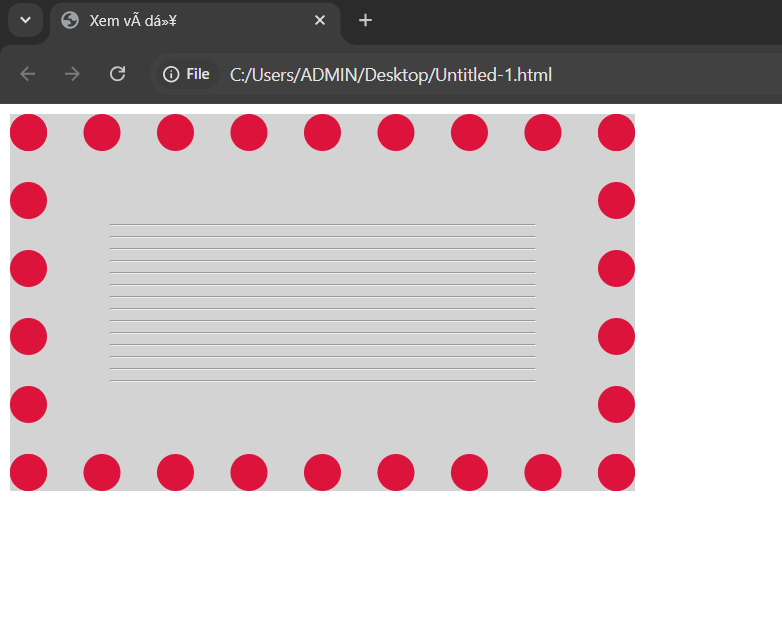 Xem vÃ­ dá»¥
File
C:/Users/ADMIN/Desktop/Untitled-1.html